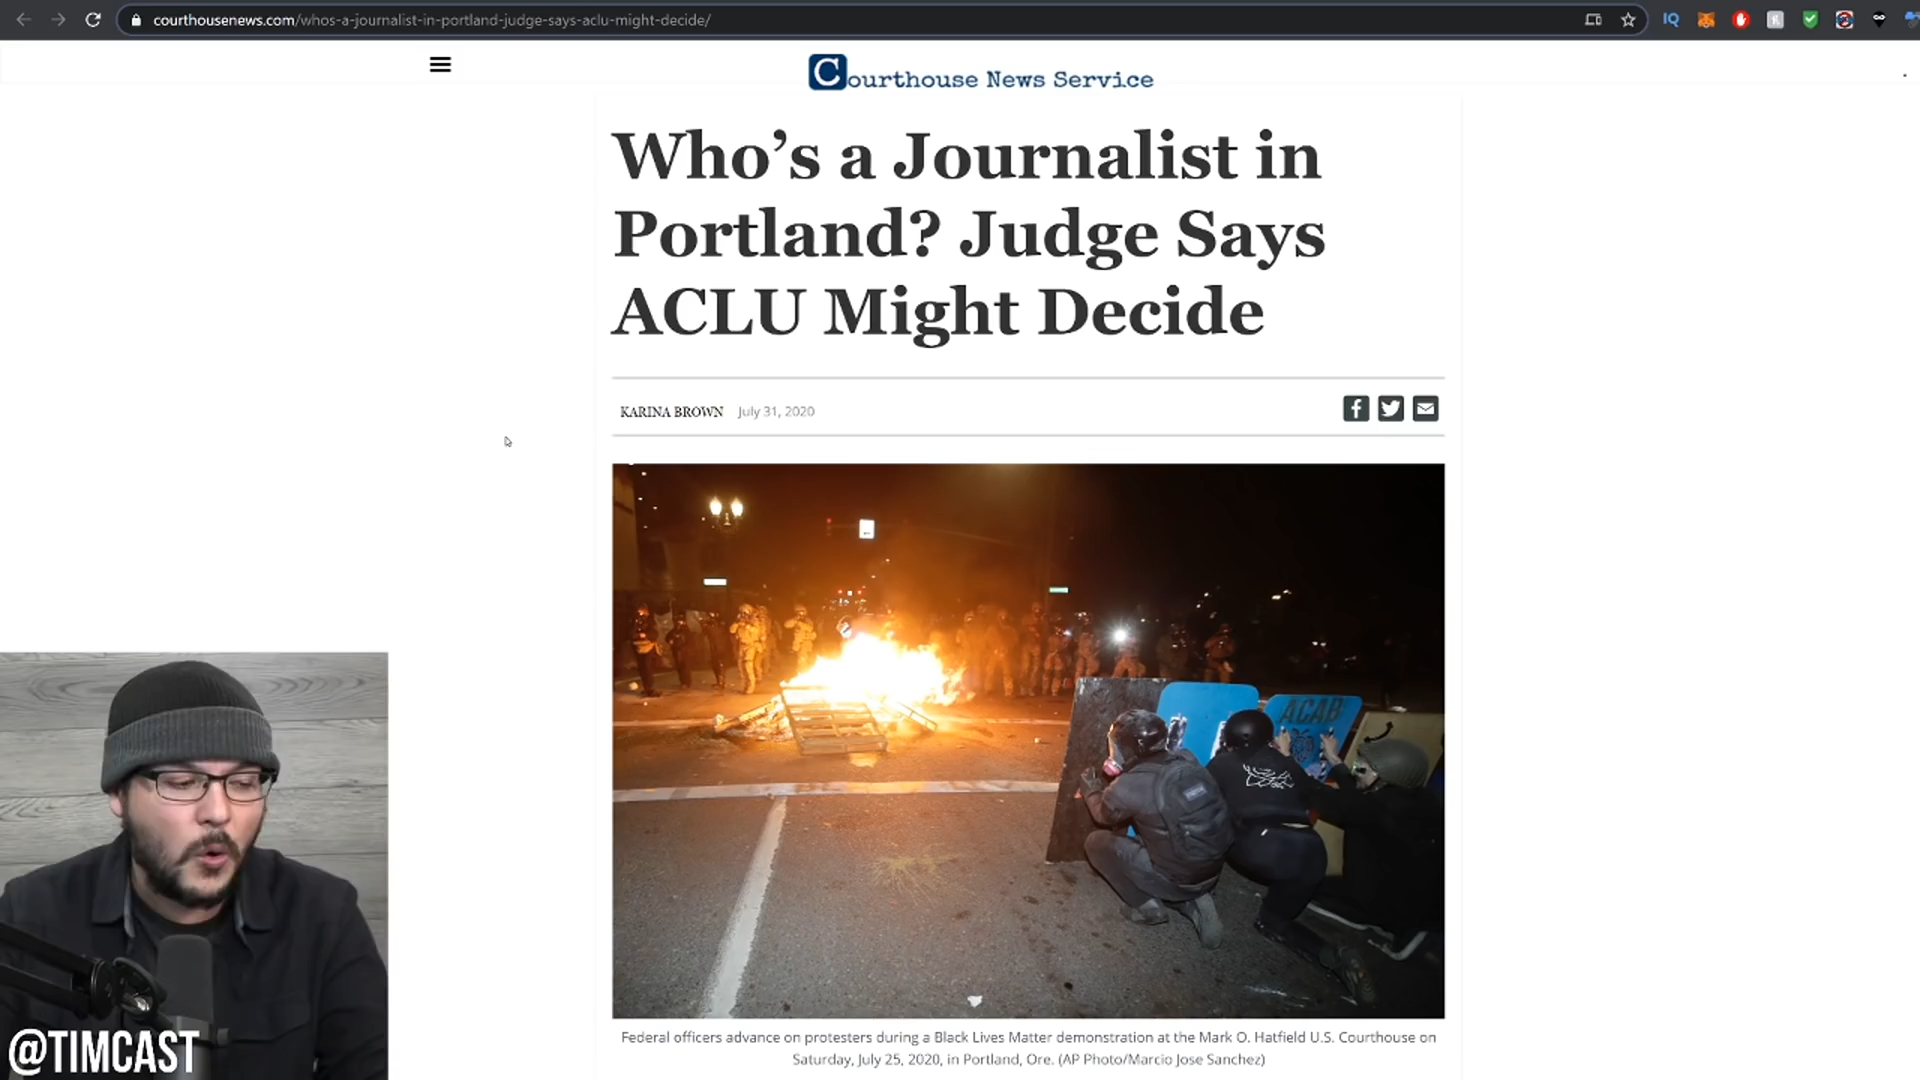 courthousenews.com/whos-a-journalist-in-portland-judge-says-aclu-might-decide/
IQ
Courthouse News Service
Who's a Journalist in
Portland? Judge Says
ACLU Might Decide
KARINA BROWN July 31, 2020
ACAB
Federal officers advance on protesters during a Black Lives Matter demonstration at the Mark O. Hatfield U.S. Courthouse on
Saturday, July 25, 2020, in Portland, Ore. (AP Photo/Marcio Jose Sanchez)
@TIMCAST